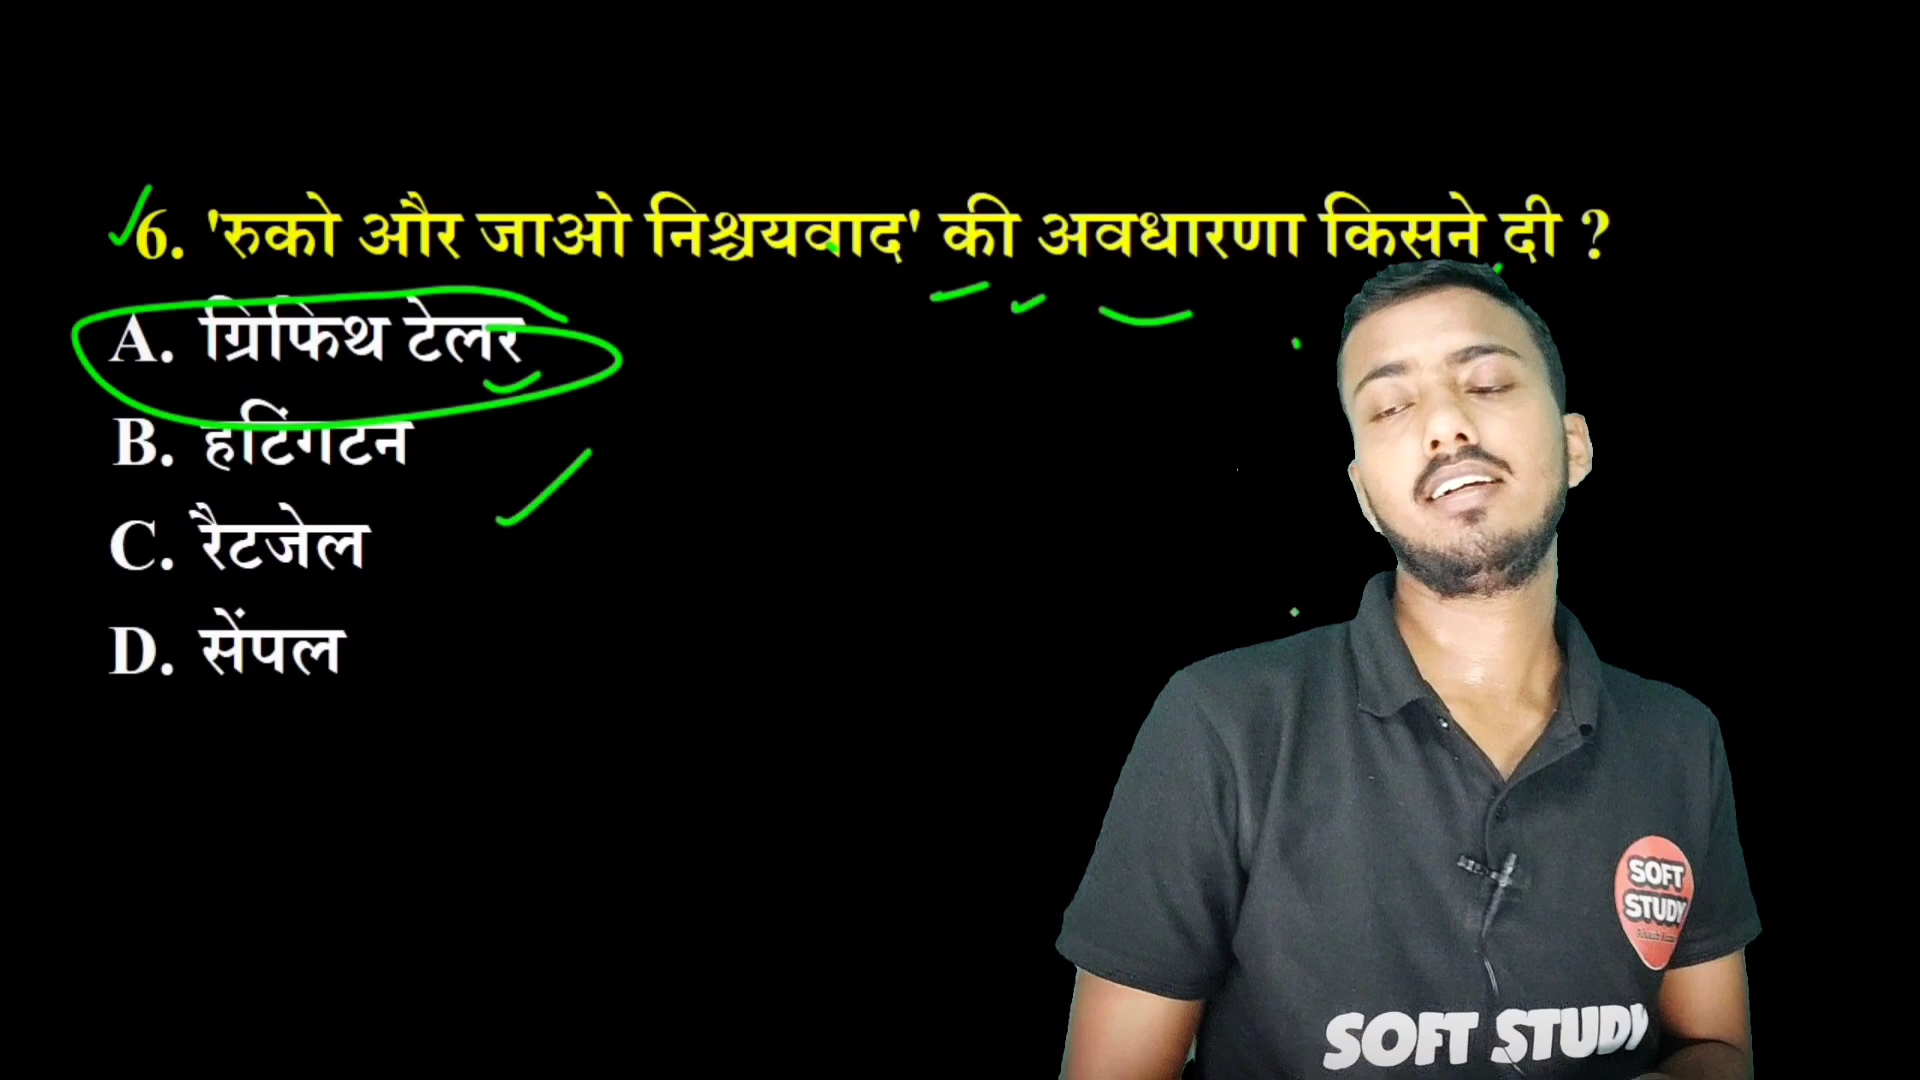 6. 'रुको और जाओ निश्चयवाद' की अवधारणा किसने दी ?
A. ग्रिफिथ टेलर
B. हटिंगटन
C. रैटजेल
D. सेंपल
SOFT
STUDY
SOFT STUDY